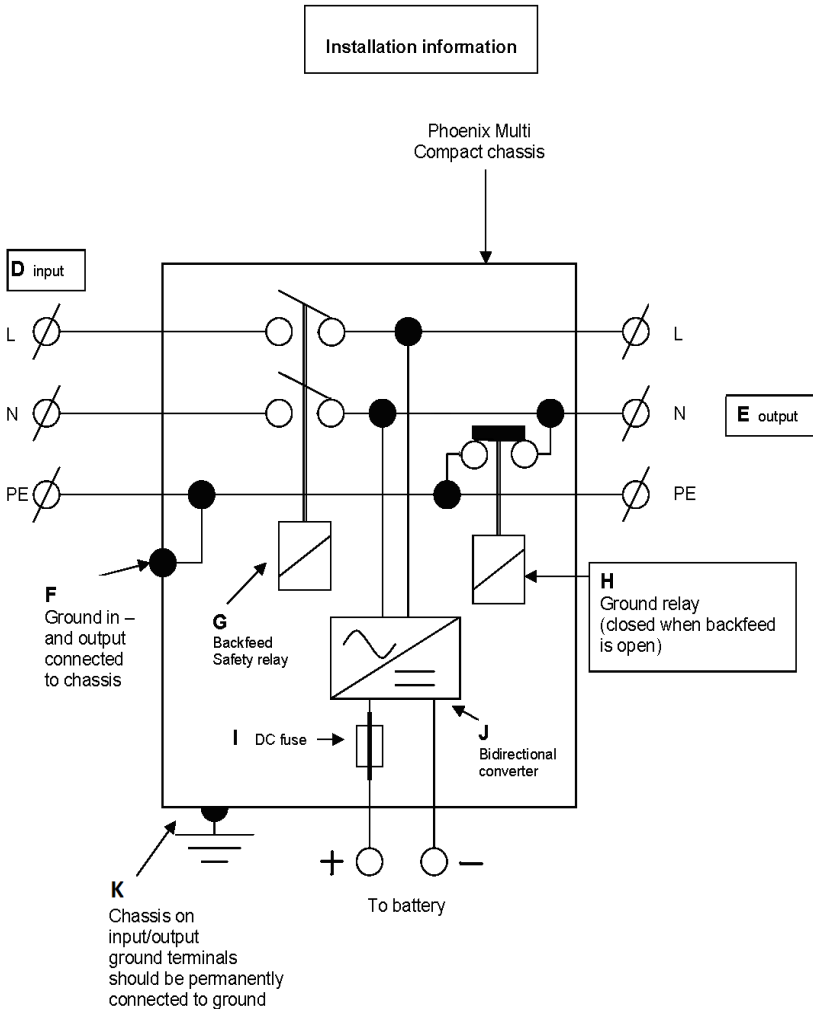 Installation information
Phoenix Multi
Compact chassis
D input
L
L
N
N
E output
PE
PE
F
Ground in –
and output
connected
to chassis
G
Backfeed
Safety relay
H
Ground relay
(closed when backfeed
is open)
I DC fuse
J
Bidirectional
converter
+
–
To battery
K
Chassis on
input/output
ground terminals
should be permanently
connected to ground